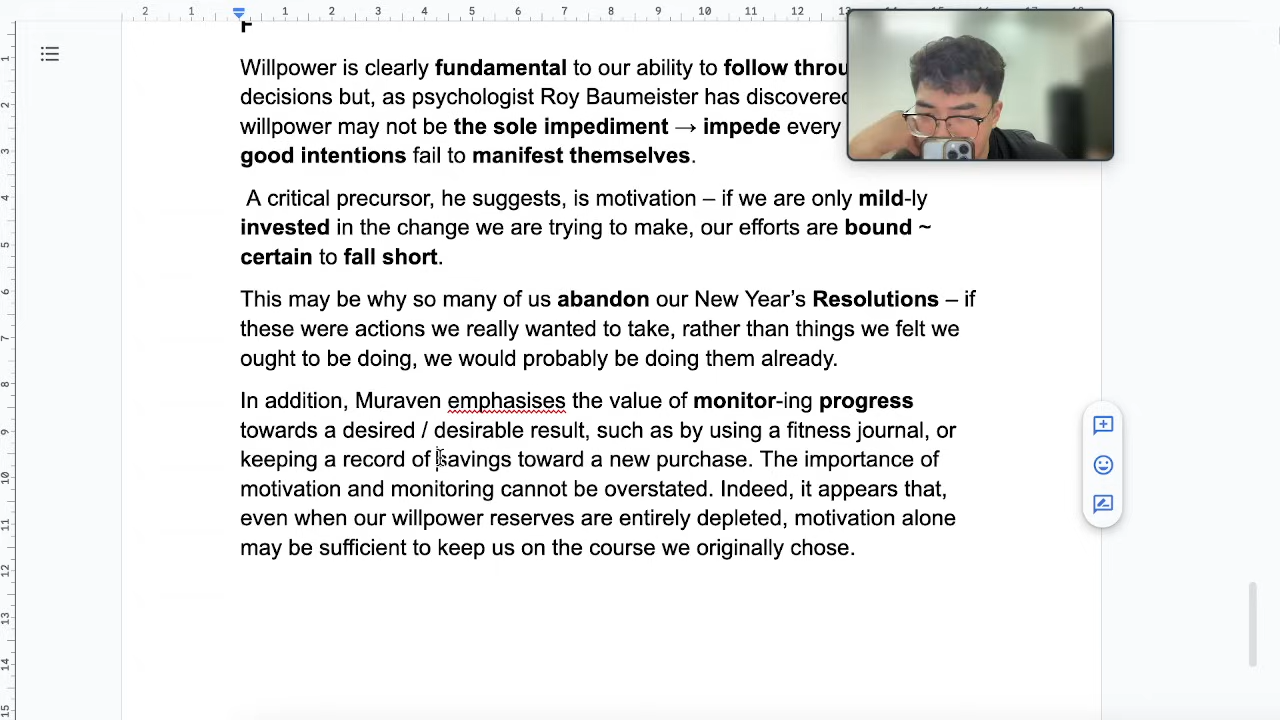 F
Willpower is clearly fundamental to our ability to follow
decisions but, as psychologist Roy Baumeister has discovered
willpower may not be the sole impediment → impede every
good intentions fail to manifest themselves.
A critical precursor, he suggests, is motivation – if we are only mild-ly
invested in the change we are trying to make, our efforts are bound ~
certain to fall short.
This may be why so many of us abandon our New Year’s Resolutions – if
these were actions we really wanted to take, rather than things we felt we
ought to be doing, we would probably be doing them already.
In addition, Muraven emphasises the value of monitor-ing progress
towards a desired / desirable result, such as by using a fitness journal, or
keeping a record of savings toward a new purchase. The importance of
motivation and monitoring cannot be overstated. Indeed, it appears that,
even when our willpower reserves are entirely depleted, motivation alone
may be sufficient to keep us on the course we originally chose.